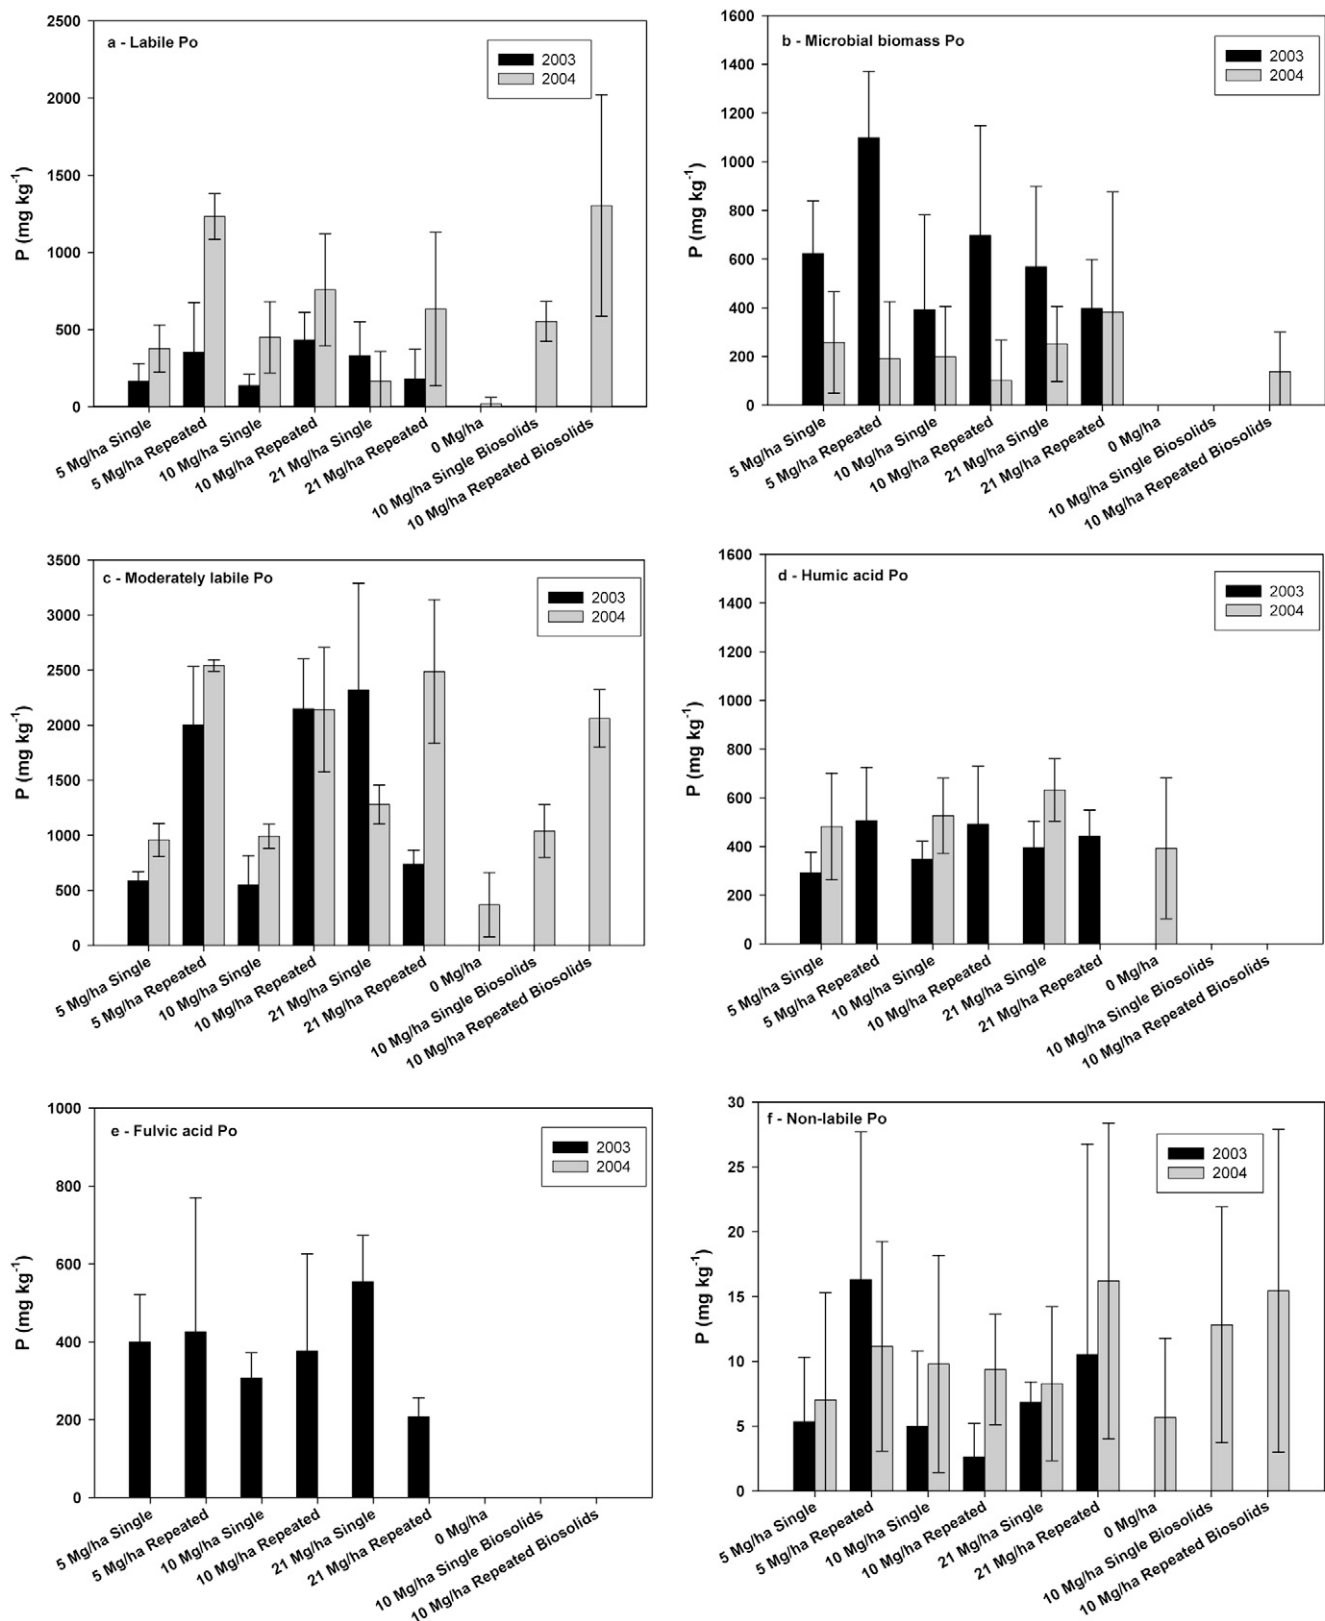 a - Labile Po
2003
2004
P (mg kg-1)
2500
2000
1500
1000
500
0
5 Mg/ha Single
5 Mg/ha Repeated
10 Mg/ha Single
10 Mg/ha Repeated
21 Mg/ha Single
21 Mg/ha Repeated
0 Mg/ha
10 Mg/ha Single Biosolids
10 Mg/ha Repeated Biosolids
b - Microbial biomass Po
2003
2004
P (mg kg-1)
1600
1400
1200
1000
800
600
400
200
0
5 Mg/ha Single
5 Mg/ha Repeated
10 Mg/ha Single
10 Mg/ha Repeated
21 Mg/ha Single
21 Mg/ha Repeated
0 Mg/ha
10 Mg/ha Single Biosolids
10 Mg/ha Repeated Biosolids
c - Moderately labile Po
2003
2004
P (mg kg-1)
3500
3000
2500
2000
1500
1000
500
0
5 Mg/ha Single
5 Mg/ha Repeated
10 Mg/ha Single
10 Mg/ha Repeated
21 Mg/ha Single
21 Mg/ha Repeated
0 Mg/ha
10 Mg/ha Single Biosolids
10 Mg/ha Repeated Biosolids
d - Humic acid Po
2003
2004
P (mg kg-1)
1600
1400
1200
1000
800
600
400
200
0
5 Mg/ha Single
5 Mg/ha Repeated
10 Mg/ha Single
10 Mg/ha Repeated
21 Mg/ha Single
21 Mg/ha Repeated
0 Mg/ha
10 Mg/ha Single Biosolids
10 Mg/ha Repeated Biosolids
e - Fulvic acid Po
2003
2004
P (mg kg-1)
1000
800
600
400
200
0
5 Mg/ha Single
5 Mg/ha Repeated
10 Mg/ha Single
10 Mg/ha Repeated
21 Mg/ha Single
21 Mg/ha Repeated
0 Mg/ha
10 Mg/ha Single Biosolids
10 Mg/ha Repeated Biosolids
f - Non-labile Po
2003
2004
P (mg kg-1)
30
25
20
15
10
5
0
5 Mg/ha Single
5 Mg/ha Repeated
10 Mg/ha Single
10 Mg/ha Repeated
21 Mg/ha Single
21 Mg/ha Repeated
0 Mg/ha
10 Mg/ha Single Biosolids
10 Mg/ha Repeated Biosolids